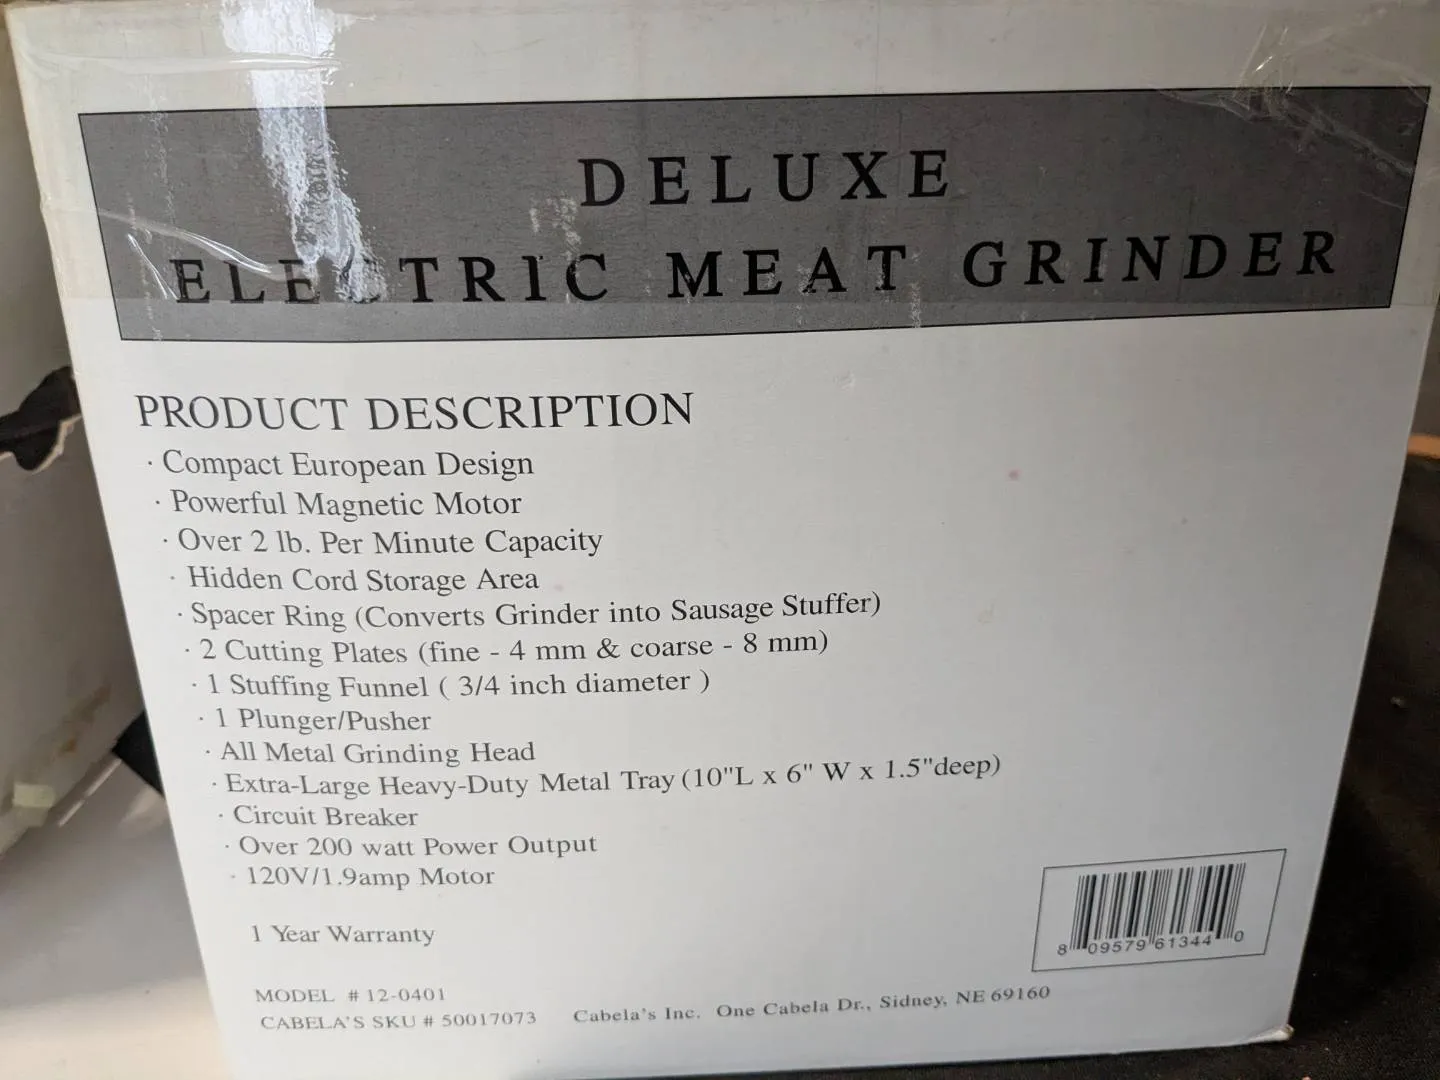 DELUXE
ELECTRIC MEAT GRINDER
PRODUCT DESCRIPTION
· Compact European Design
· Powerful Magnetic Motor
· Over 2 lb. Per Minute Capacity
· Hidden Cord Storage Area
· Spacer Ring (Converts Grinder into Sausage Stuffer)
· 2 Cutting Plates (fine - 4 mm & coarse - 8 mm)
· 1 Stuffing Funnel ( 3/4 inch diameter )
· 1 Plunger/Pusher
· All Metal Grinding Head
· Extra-Large Heavy-Duty Metal Tray (10"L x 6" W x 1.5"deep)
· Circuit Breaker
· Over 200 watt Power Output
· 120V/1.9amp Motor
1 Year Warranty
8 09579 61344 0
MODEL # 12-0401
CABELA'S SKU # 50017073 Cabela's Inc. One Cabela Dr., Sidney, NE 69160